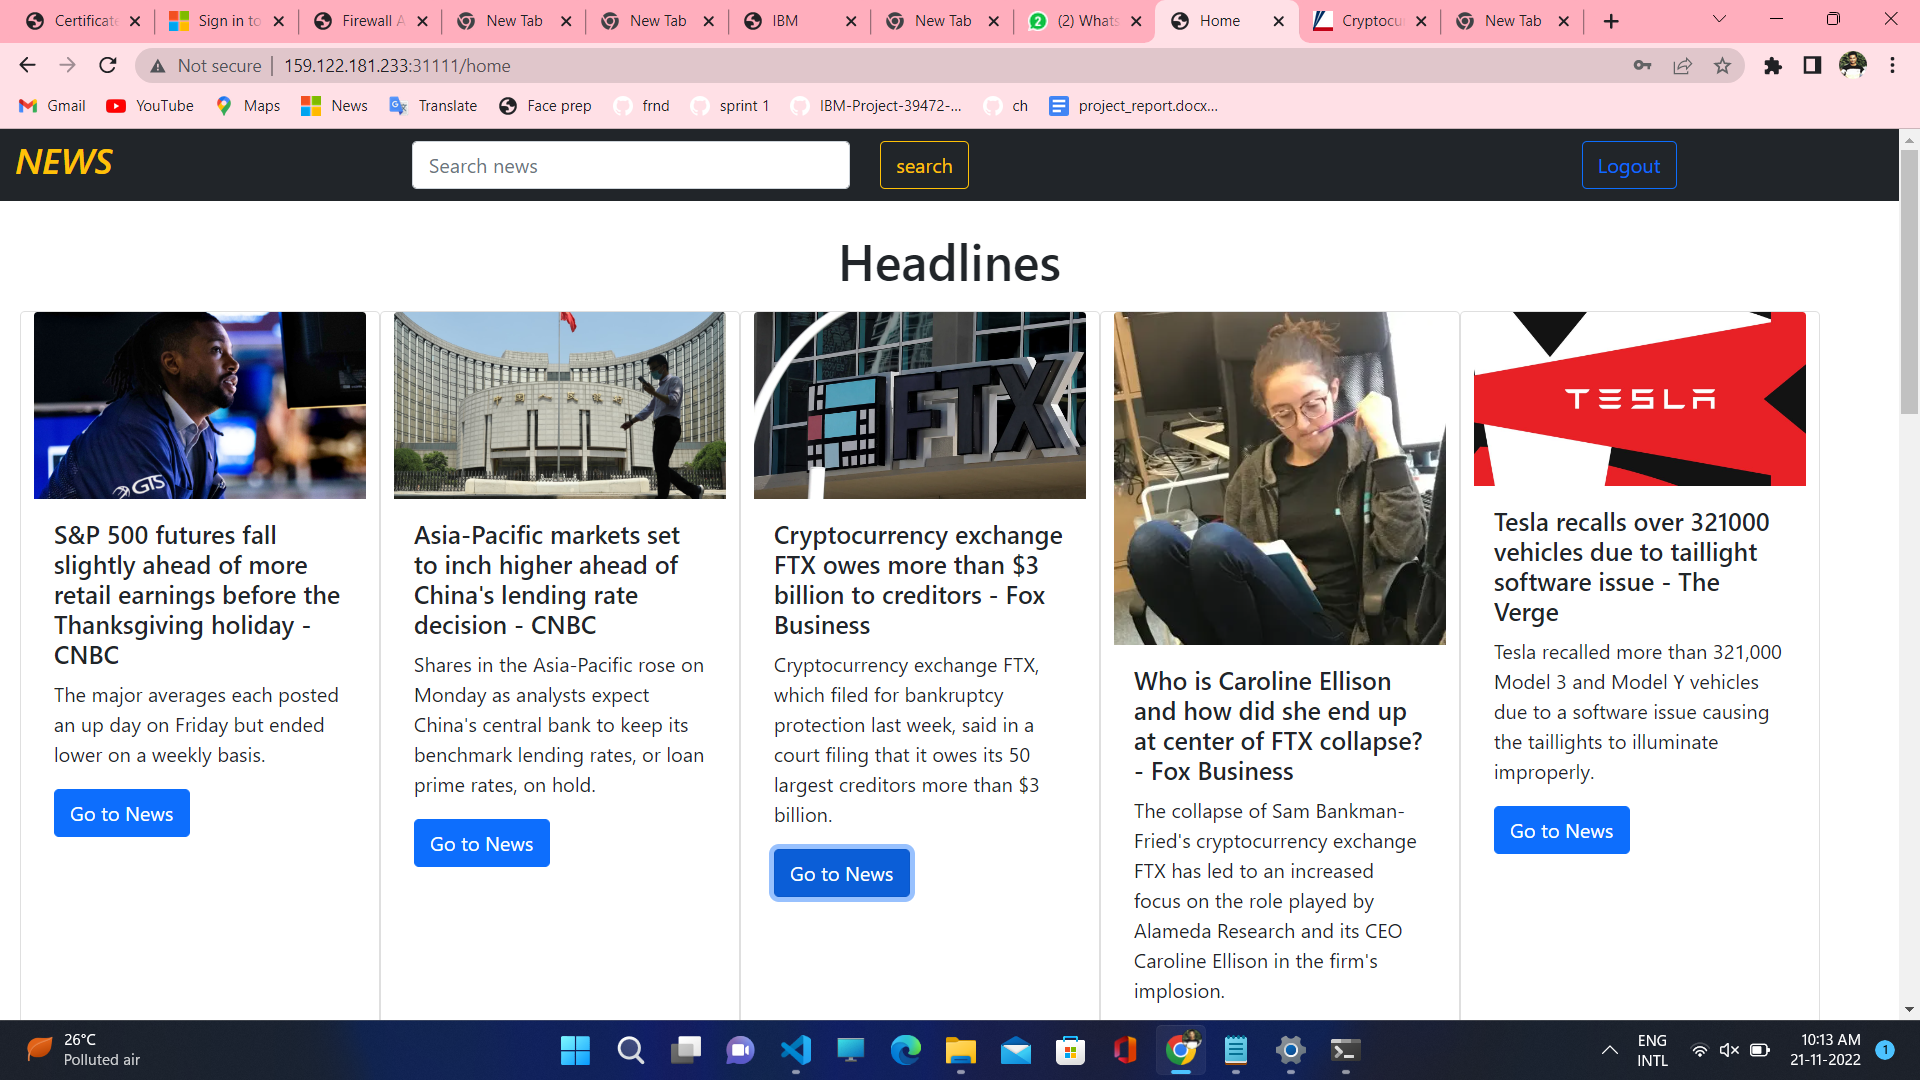 Certificate
Sign in to
Firewall A
New Tab
New Tab
IBM
New Tab
(2) Whats
Home
Cryptocur
New Tab
Not secure
159.122.181.233:31111/home
Gmail
YouTube
Maps
News
Translate
Face prep
frnd
sprint 1
IBM-Project-39472-...
ch
project_report.docx...
NEWS
Search news
search
Logout
Headlines
GTS
中国人民银行
FTX
TESLA
S&P 500 futures fall
slightly ahead of more
retail earnings before the
Thanksgiving holiday -
CNBC
The major averages each posted
an up day on Friday but ended
lower on a weekly basis.
Go to News
Asia-Pacific markets set
to inch higher ahead of
China's lending rate
decision - CNBC
Shares in the Asia-Pacific rose on
Monday as analysts expect
China's central bank to keep its
benchmark lending rates, or loan
prime rates, on hold.
Go to News
Cryptocurrency exchange
FTX owes more than $3
billion to creditors - Fox
Business
Cryptocurrency exchange FTX,
which filed for bankruptcy
protection last week, said in a
court filing that it owes its 50
largest creditors more than $3
billion.
Go to News
Who is Caroline Ellison
and how did she end up
at center of FTX collapse?
- Fox Business
The collapse of Sam Bankman-
Fried's cryptocurrency exchange
FTX has led to an increased
focus on the role played by
Alameda Research and its CEO
Caroline Ellison in the firm's
implosion.
Tesla recalls over 321000
vehicles due to taillight
software issue - The
Verge
Tesla recalled more than 321,000
Model 3 and Model Y vehicles
due to a software issue causing
the taillights to illuminate
improperly.
Go to News
26°C
Polluted air
ENG
INTL
10:13 AM
21-11-2022
1